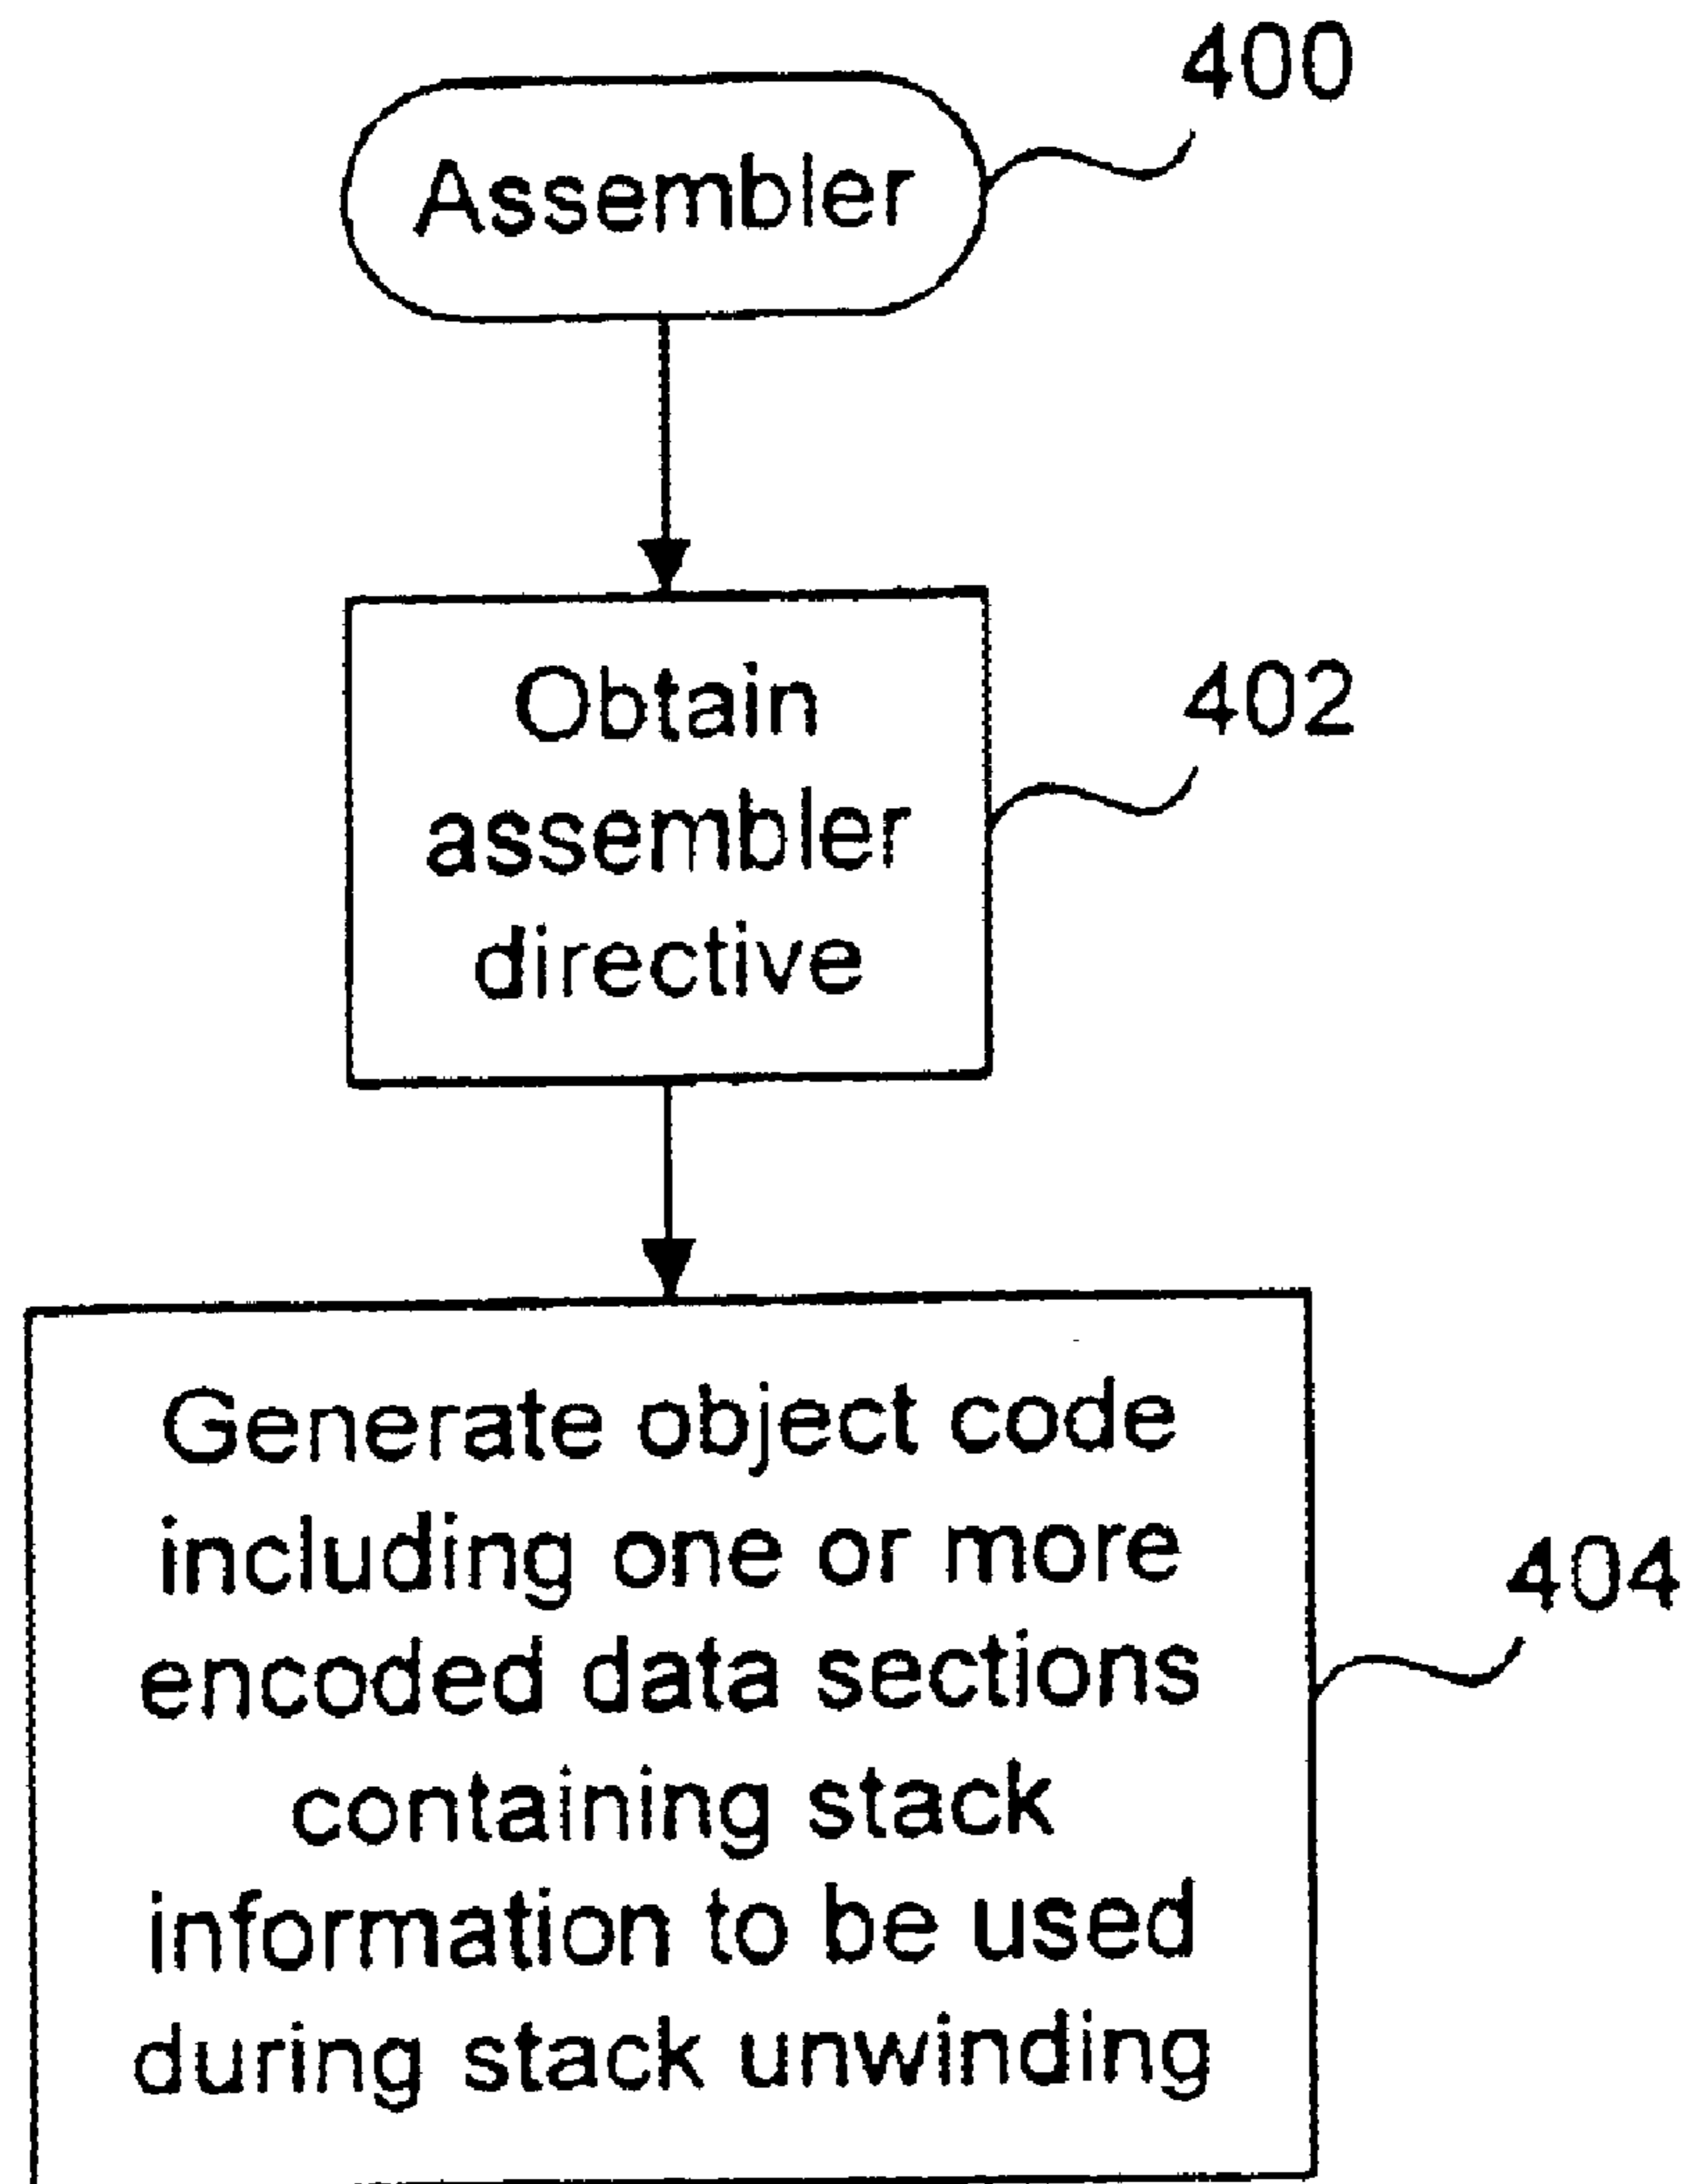 400
Assembler
Obtain
assembler
directive
402
Generate object code
including one or more
encoded data sections
containing stack
information to be used
during stack unwinding
404